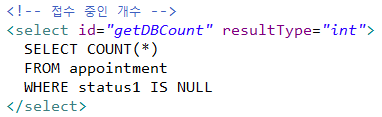 <!-- 접수 중인 개수 -->
<select id="getDBCount" resultType="int">
SELECT COUNT(*)
FROM appointment
WHERE status1 IS NULL
</select>